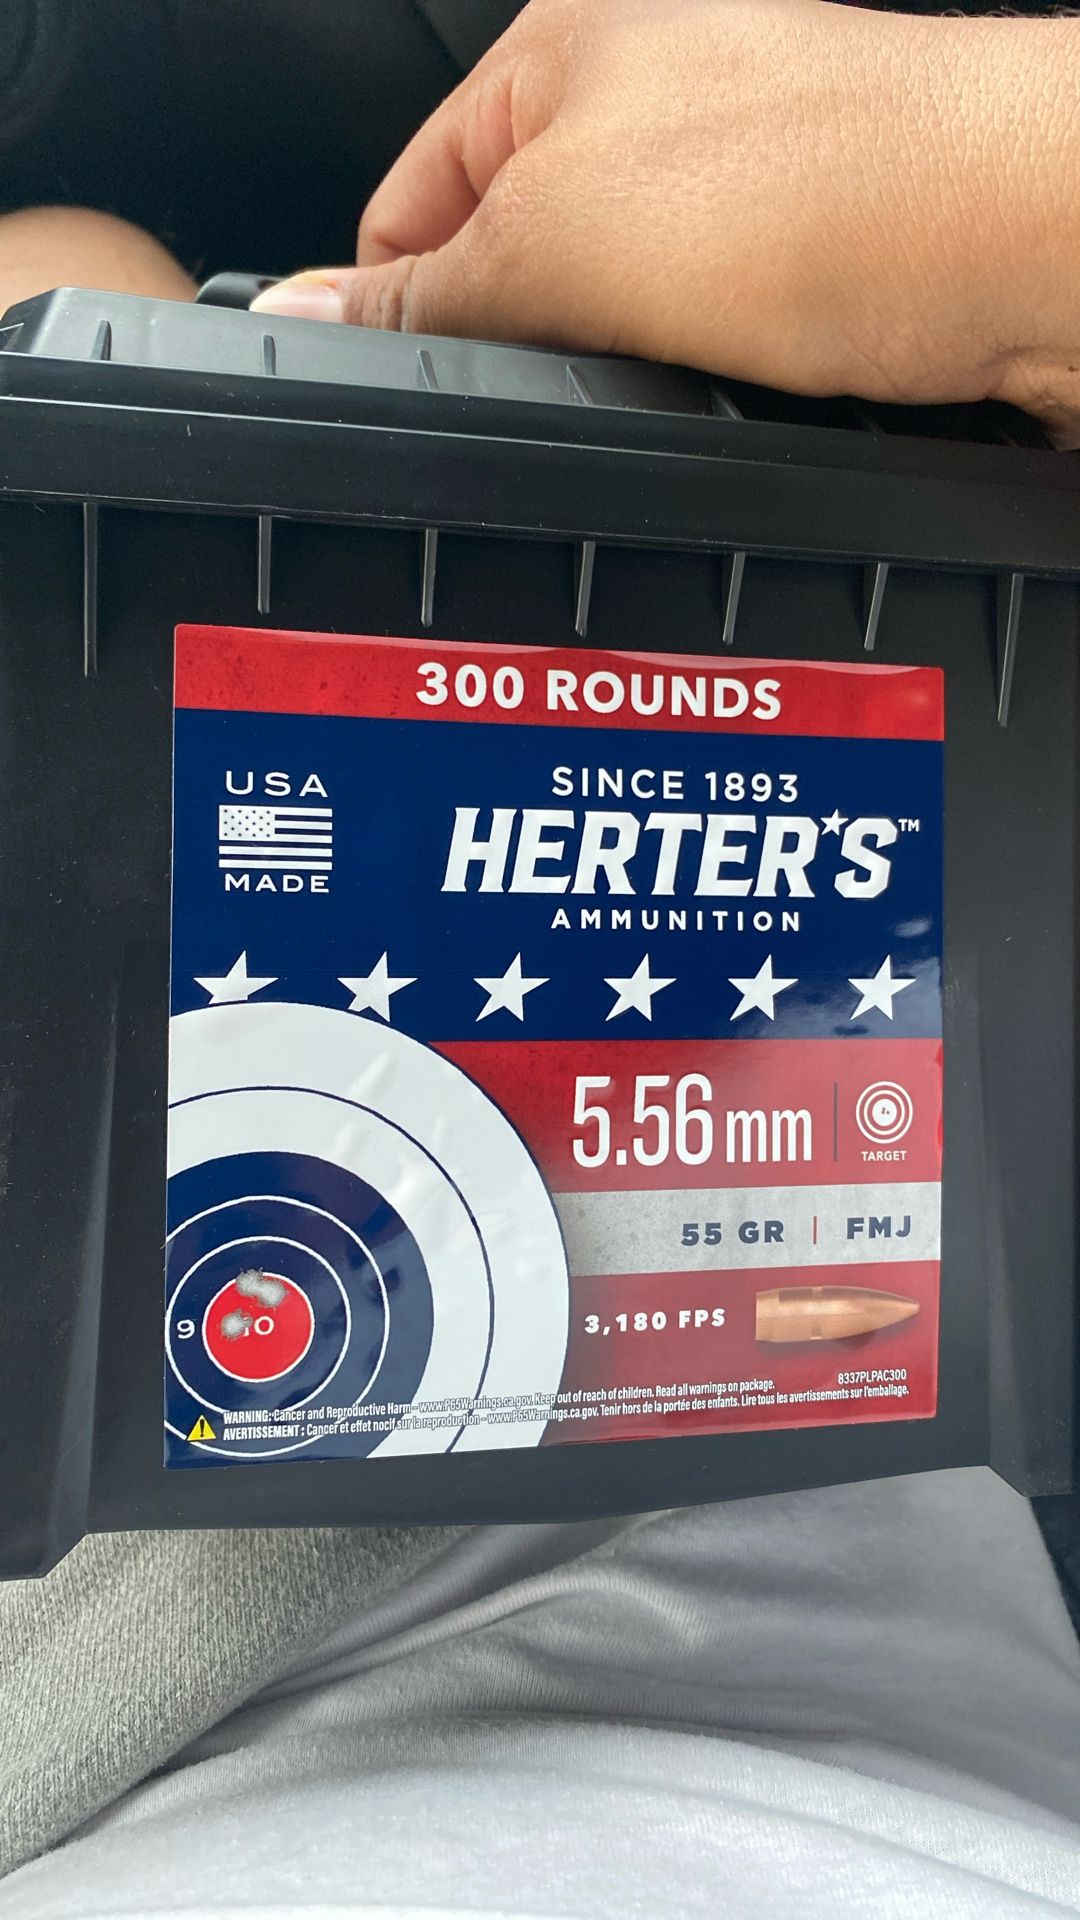 300 ROUNDS
USA
MADE
SINCE 1893
HERTER'S™
AMMUNITION
5.56 mm
TARGET
55 GR | FMJ
3,180 FPS
9
10
8337PLPAC300
WARNING: Cancer and Reproductive Harm - www.P65Warnings.ca.gov. Keep out of reach of children. Read all warnings on package.
AVERTISSEMENT : Cancer et effet nocif sur la reproduction - www.P65Warnings.ca.gov. Tenir hors de la portée des enfants. Lire tous les avertissements sur l'emballage.